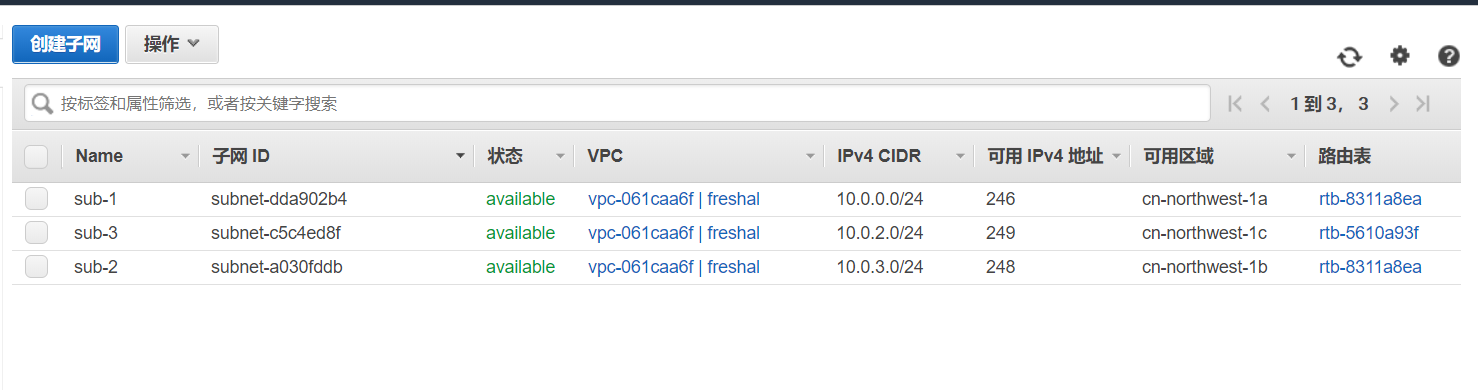 创建子网 操作
按标签和属性筛选，或者按关键字搜索 1 到 3， 3
Name 子网 ID 状态 VPC IPv4 CIDR 可用 IPv4 地址 可用区域 路由表
sub-1 subnet-dda902b4 available vpc-061caa6f | freshal 10.0.0.0/24 246 cn-northwest-1a rtb-8311a8ea
sub-3 subnet-c5c4ed8f available vpc-061caa6f | freshal 10.0.2.0/24 249 cn-northwest-1c rtb-5610a93f
sub-2 subnet-a030fddb available vpc-061caa6f | freshal 10.0.3.0/24 248 cn-northwest-1b rtb-8311a8ea